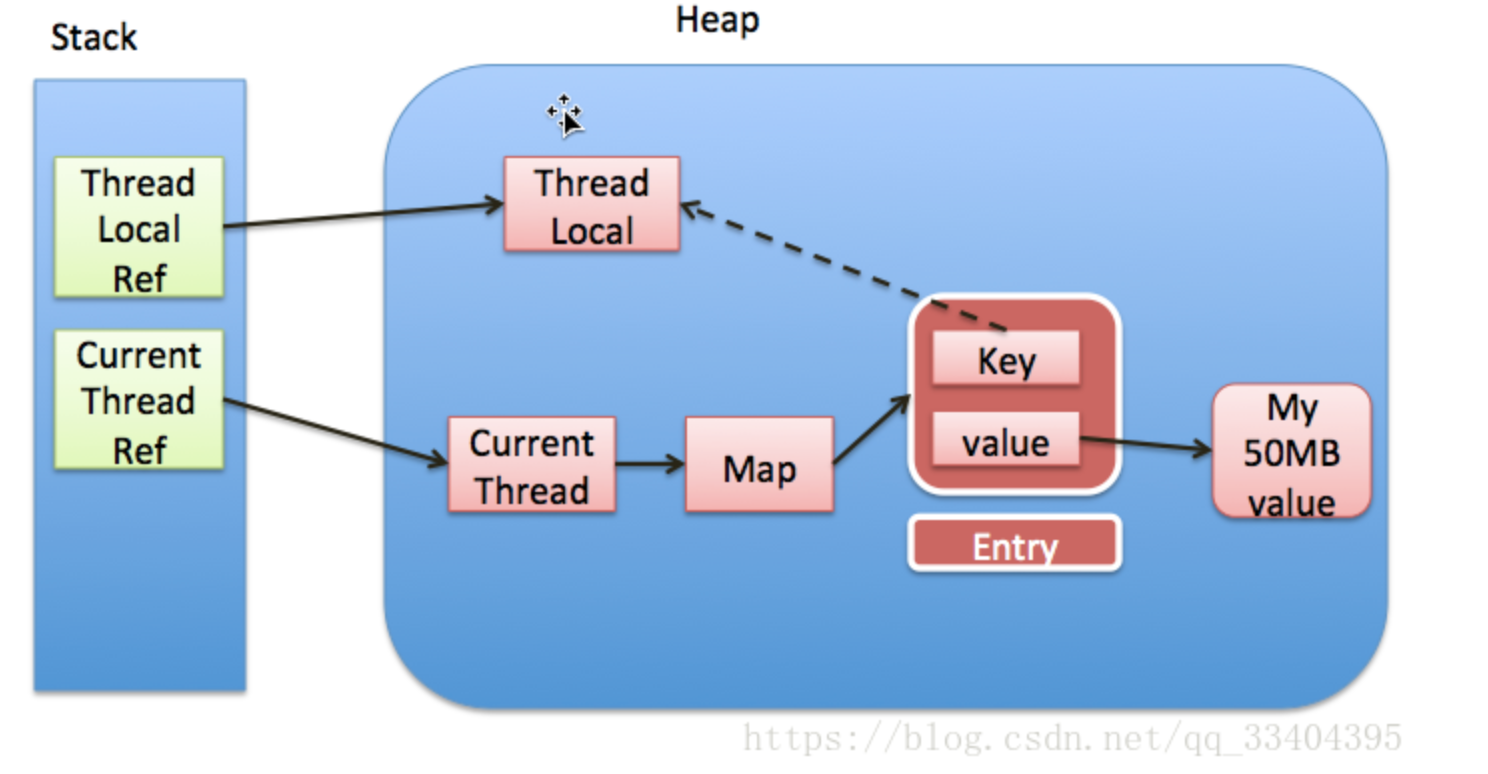 Stack
Heap
Thread
Local
Ref
Thread
Local
Current
Thread
Ref
Current
Thread
Map
Key
value
Entry
My
50MB
value
https://blog.csdn.net/qq_33404395